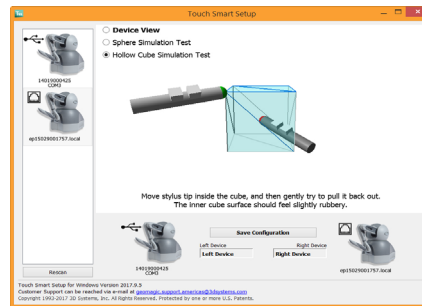 Touch Smart Setup
Device View
Sphere Simulation Test
Hollow Cube Simulation Test
14019000425
COM3
ep15029001757.local
Move stylus tip inside the cube, and then gently try to pull it back out.
The inner cube surface should feel slightly rubbery.
Save Configuration
Left Device
Right Device
Left Device
Right Device
14019000425
COM3
ep15029001757.local
Rescan
Touch Smart Setup for Windows Version 2017.9.5
Customer Support can be reached via e-mail at geomagic.support.americas@3dsystems.com
Copyright 1993-2017 3D Systems, Inc. All Rights Reserved. Protected by one or more U.S. Patents.